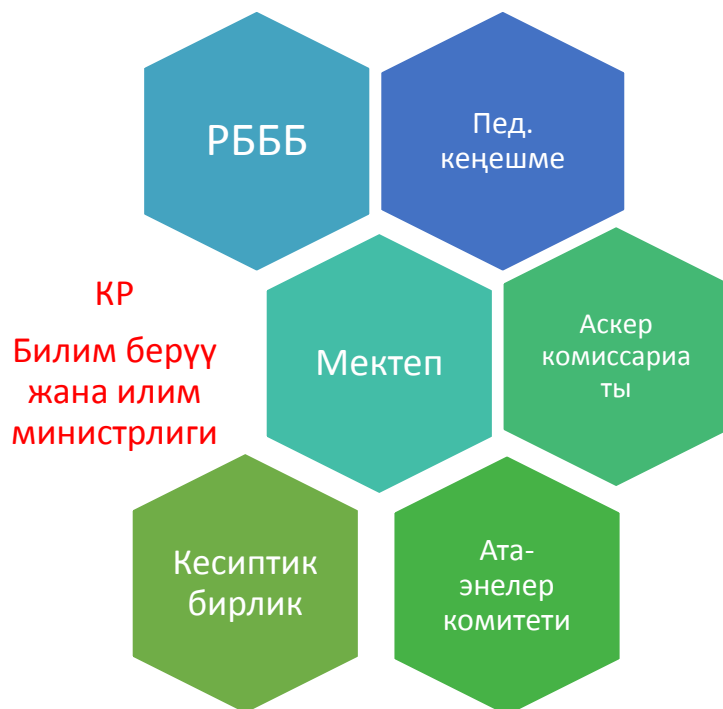 РБББ
Пед.
кеңешме
КР
Билим берүү
жана илим
министрлиги
Мектеп
Аскер
комиссариа
ты
Кесиптик
бирлик
Ата-
энелер
комитети